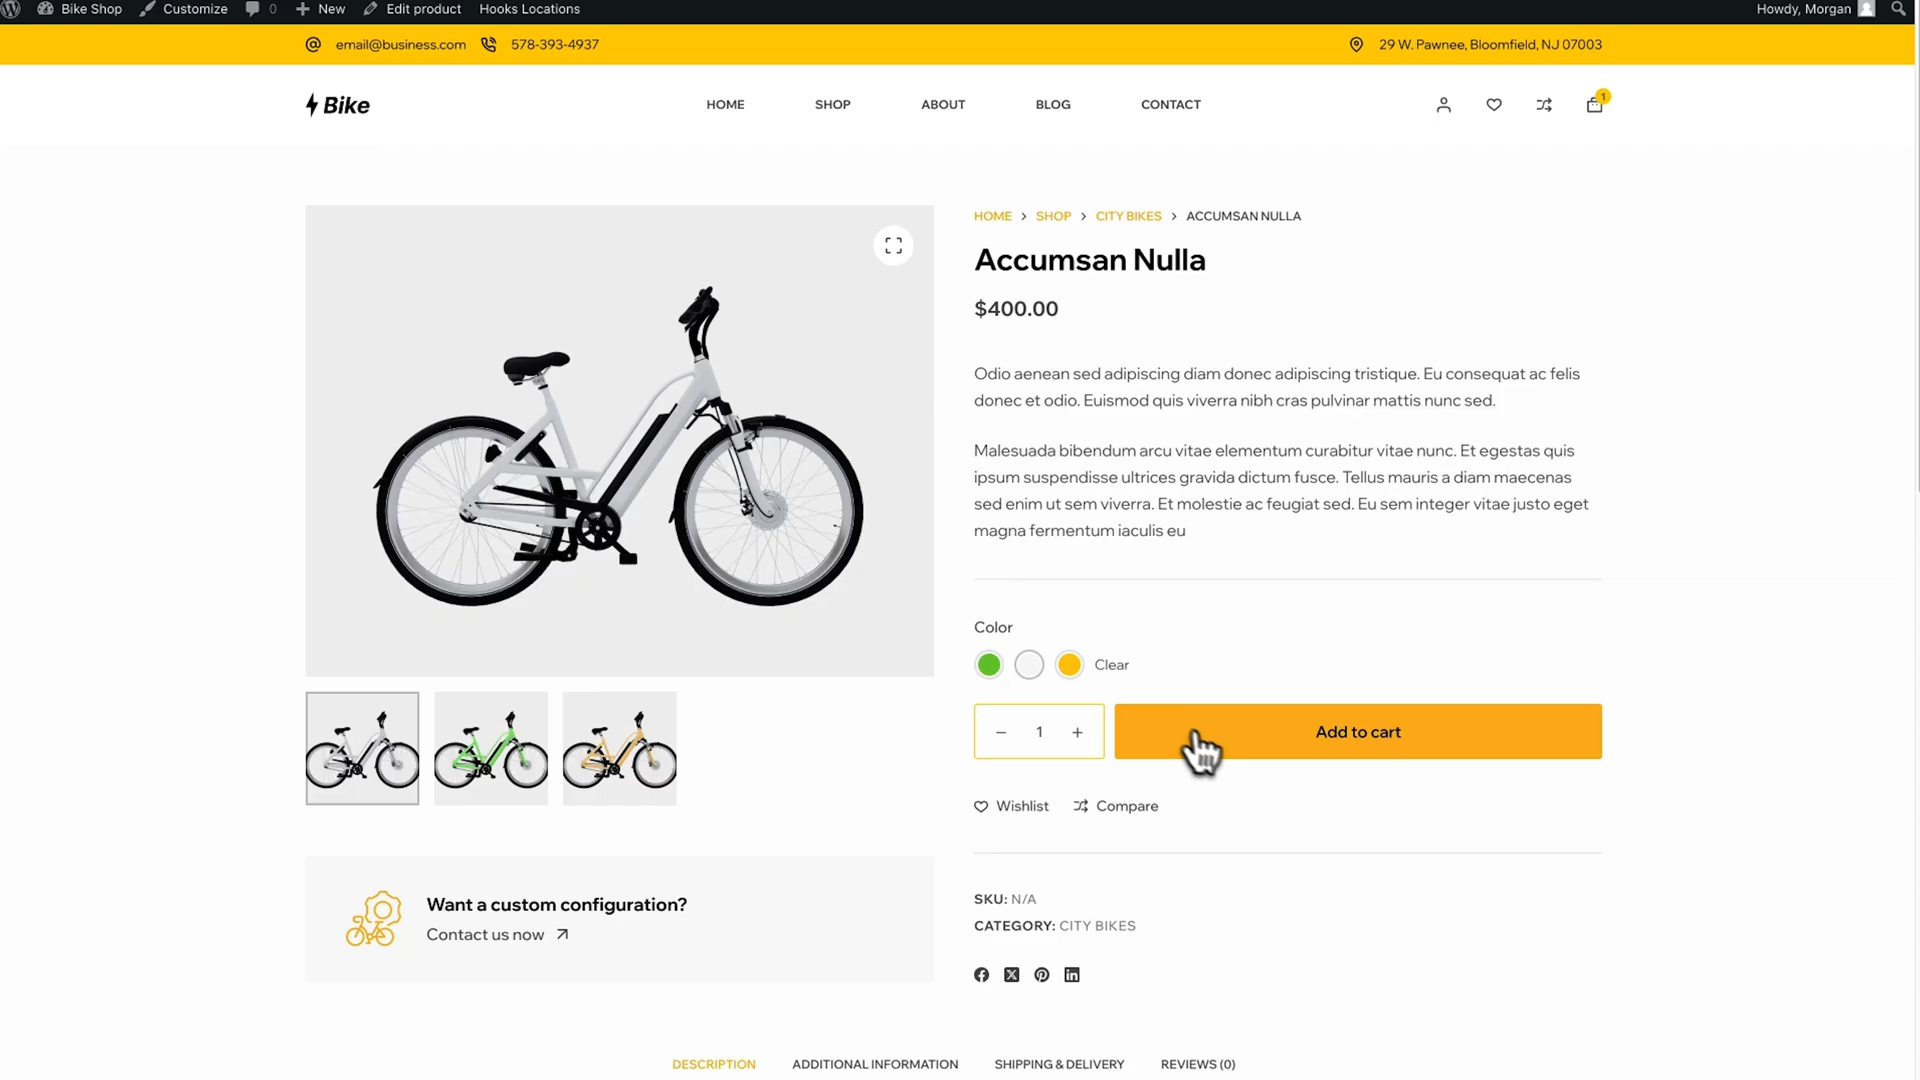 Bike Shop Customize 0 New Edit product Hooks Locations Howdy, Morgan
email@business.com 578-393-4937 29 W. Pawnee, Bloomfield, NJ 07003
Bike HOME SHOP ABOUT BLOG CONTACT 1
HOME > SHOP > CITY BIKES > ACCUMSAN NULLA
Accumsan Nulla
$400.00
Odio aenean sed adipiscing diam donec adipiscing tristique. Eu consequat ac felis
donec et odio. Euismod quis viverra nibh cras pulvinar mattis nunc sed.
Malesuada bibendum arcu vitae elementum curabitur vitae nunc. Et egestas quis
ipsum suspendisse ultrices gravida dictum fusce. Tellus mauris a diam maecenas
sed enim ut sem viverra. Et molestie ac feugiat sed. Eu sem integer vitae justo eget
magna fermentum iaculis eu
Color
Clear
− 1 + Add to cart
Wishlist Compare
Want a custom configuration?
Contact us now
SKU: N/A
CATEGORY: CITY BIKES
DESCRIPTION ADDITIONAL INFORMATION SHIPPING & DELIVERY REVIEWS (0)